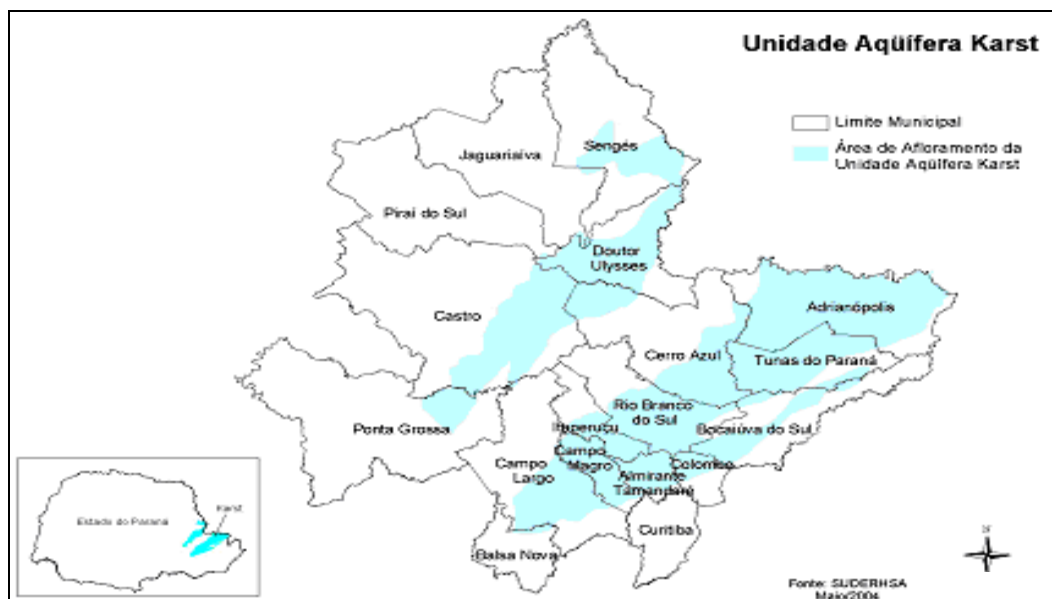 Unidade Aqüífera Karst
Limite Municipal
Área de Afloramento da
Unidade Aqüífera Karst
Sengés
Jaguariaíva
Piraí do Sul
Doutor
Ulysses
Adrianópolis
Castro
Cerro Azul
Tunas do Paraná
Rio Branco
do Sul
Ponta Grossa
Itaperuçu
Bocaiúva do Sul
Campo
Magro
Campo
Largo
Colombo
Almirante
Tamandaré
Curitiba
Balsa Nova
Estado do Paraná
Karst
N
Fonte: SUDERHSA
Maio/2004